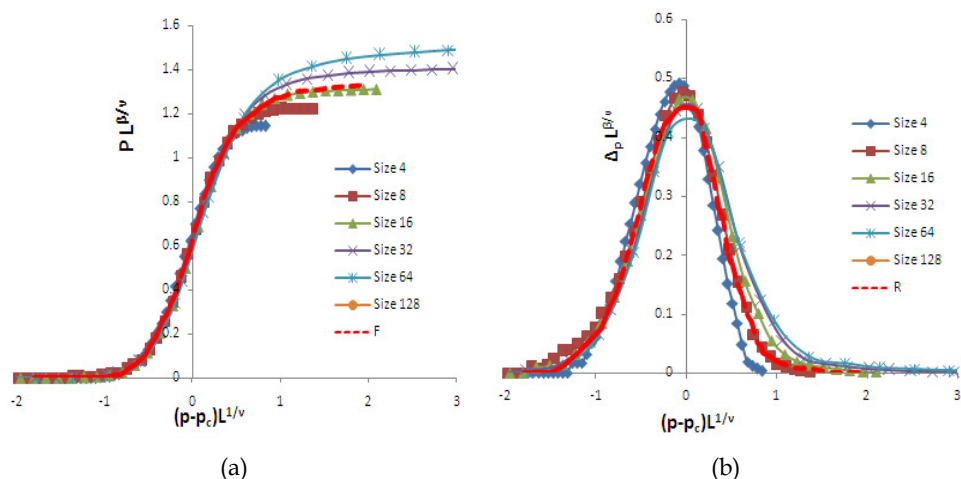 1.6
1.4
1.2
1
0.8
0.6
0.4
0.2
0
P L^β/ν
-2 -1 0 1 2 3
(p-p_c)L^1/ν
Size 4
Size 8
Size 16
Size 32
Size 64
Size 128
F
(a)
0.6
0.5
0.4
0.3
0.2
0.1
0
Δ_P L^β/ν
-2 -1 0 1 2 3
(p-p_c)L^1/ν
Size 4
Size 8
Size 16
Size 32
Size 64
Size 128
R
(b)